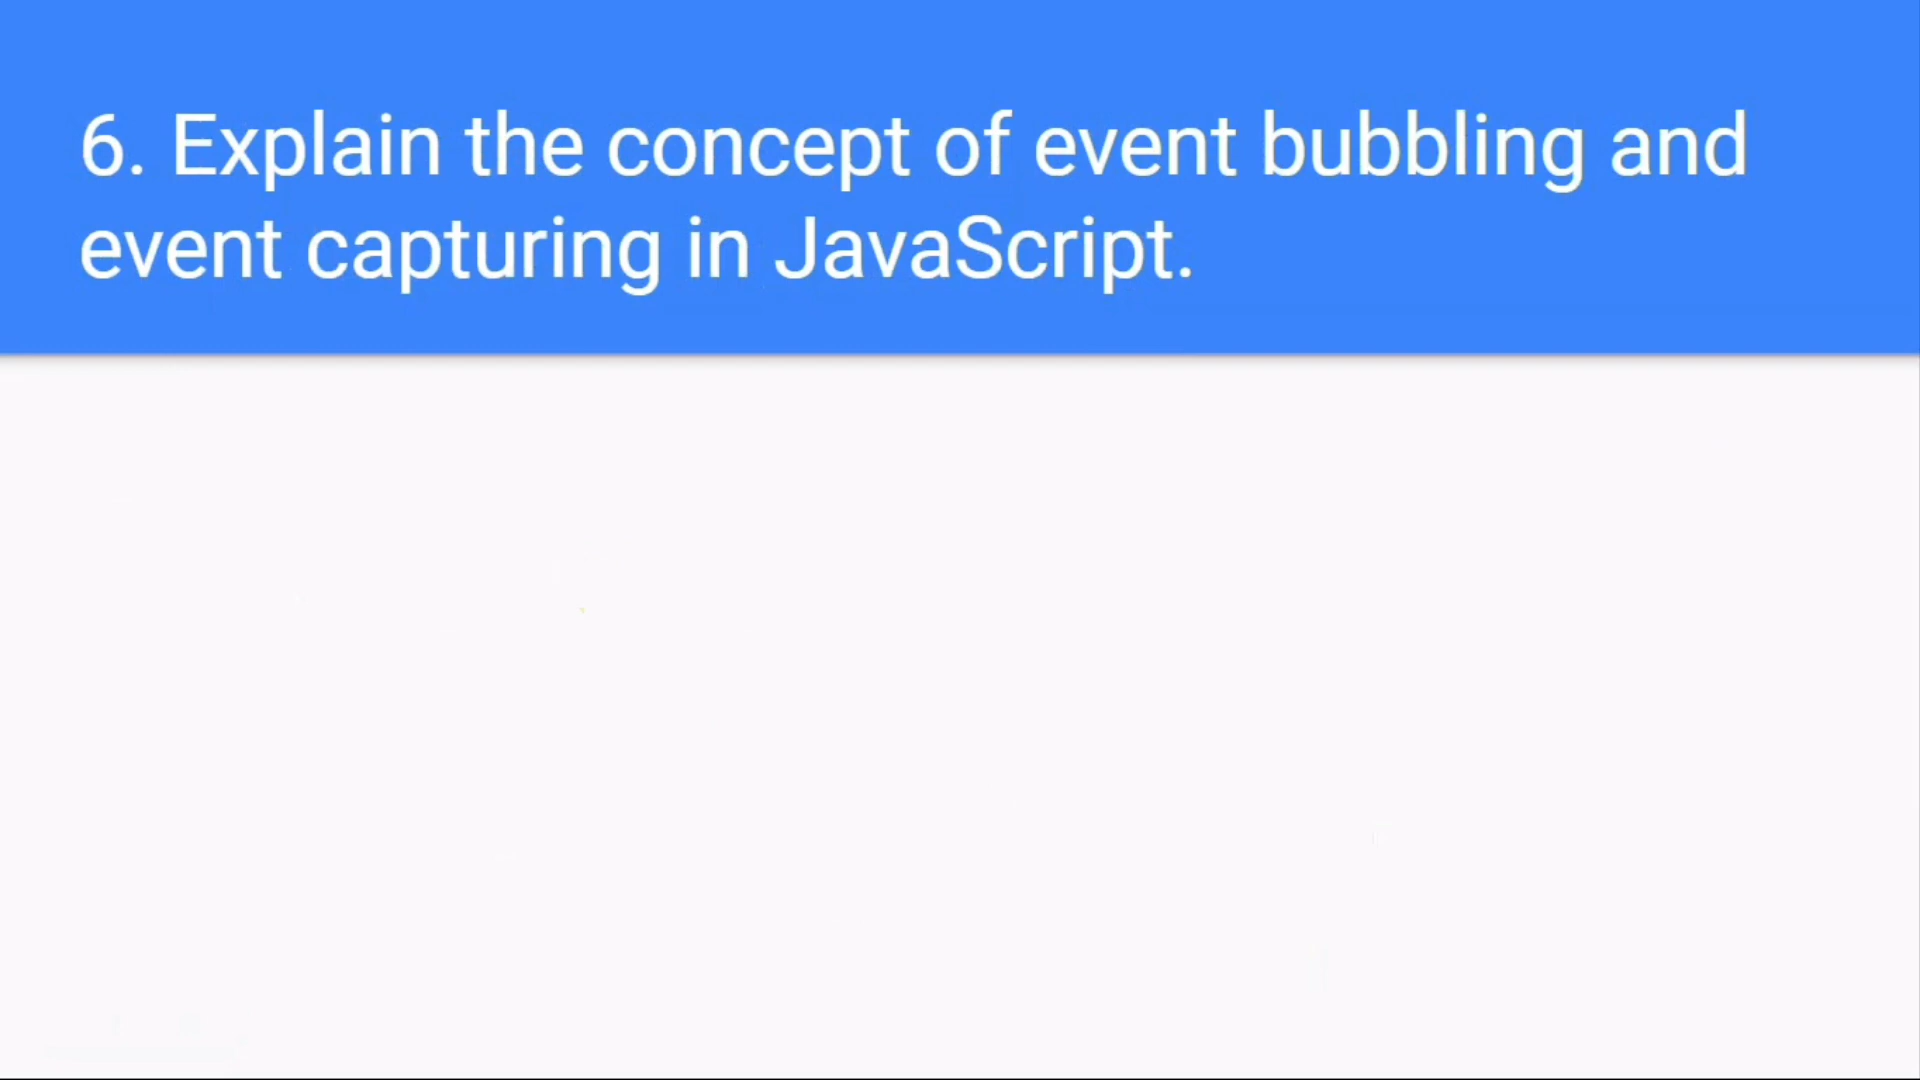 6. Explain the concept of event bubbling and
event capturing in JavaScript.